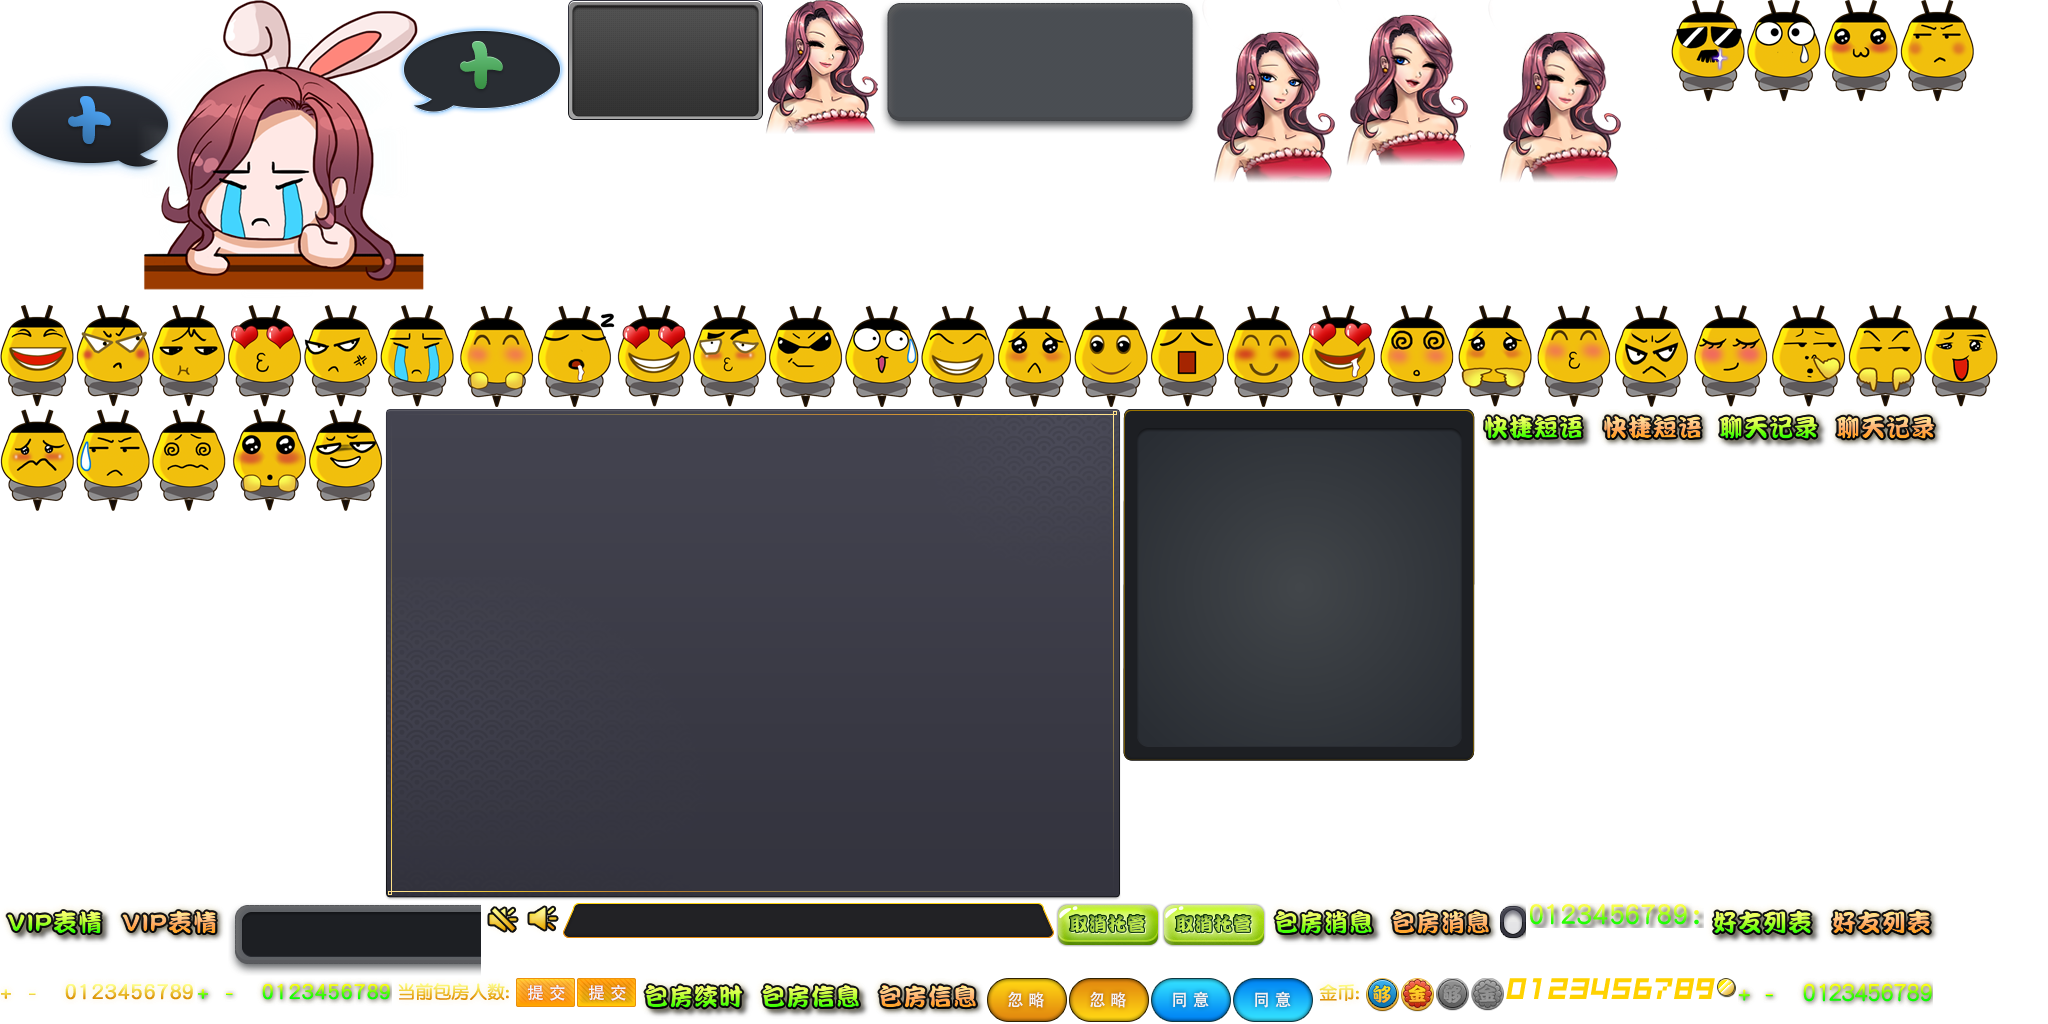 z
快捷短语 快捷短语 聊天记录 聊天记录
VIP表情 VIP表情 取消托管 取消托管 包房消息 包房消息 0 0123456789: 好友列表 好友列表
+ - 0123456789 + - 0123456789 当前包房人数: 提交 提交 包房续时 包房信息 包房信息 忽略 忽略 同意 同意 金币: 够 金 够 金 0123456789 + - 0123456789